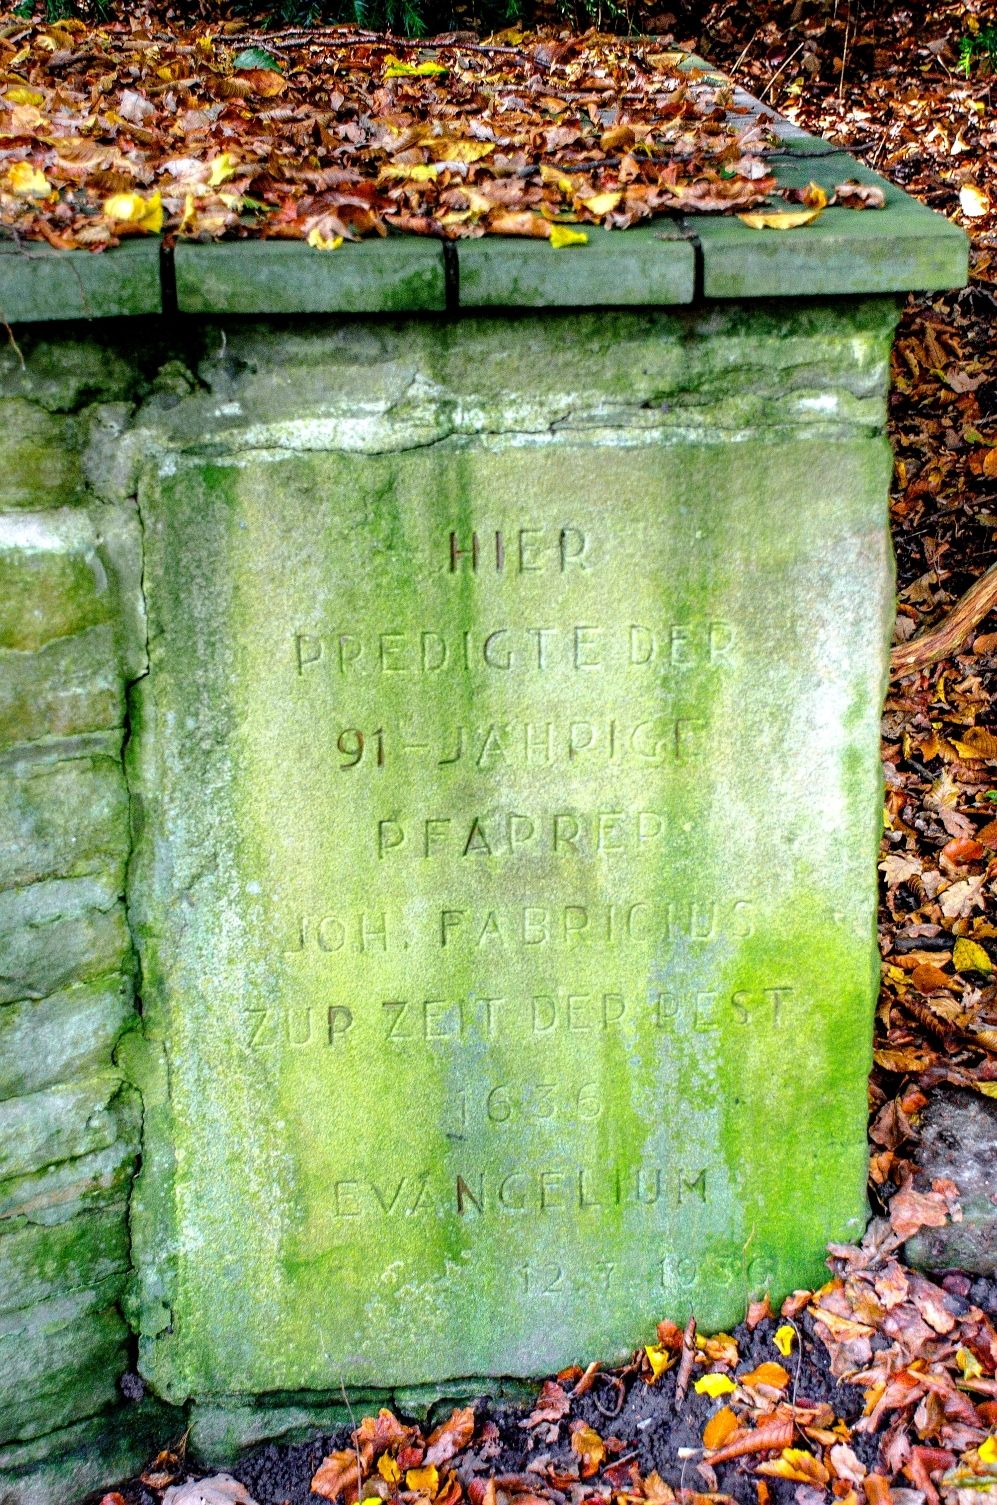 HIER
PREDIGTE DER
91-JÄHRIGE
PFARRER
JOH. FABRICIUS
ZUR ZEIT DER PEST
1636
EVANGELIUM
12.7.1936